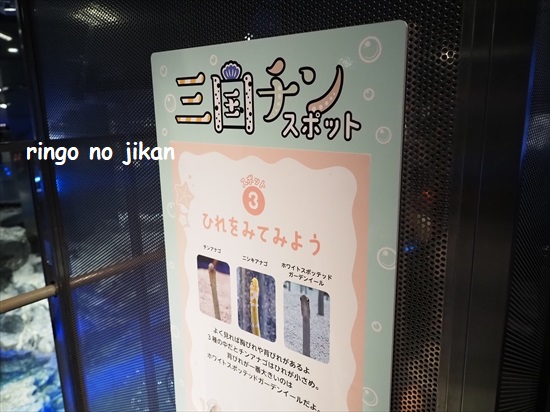 三国チン
スポット
ringo no jikan
スポット
3
ひれをみてみよう
チンアナゴ
ニシキアナゴ
ホワイトスポッテッド
ガーデンイール
よく見れば胸びれや背びれがあるよ
3種の中だとチンアナゴはひれが小さめ。
背びれが一番大きいのは
ホワイトスポッテッドガーデンイールだよ。